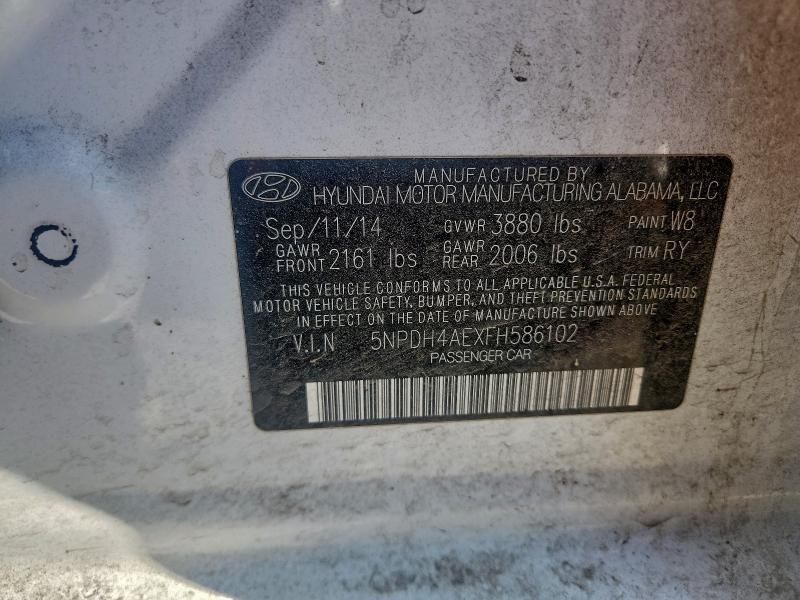 MANUFACTURED BY
HYUNDAI MOTOR MANUFACTURING ALABAMA, LLC
Sep/11/14 GVWR 3880 lbs PAINT W8
GAWR FRONT 2161 lbs GAWR REAR 2006 lbs TRIM RY
THIS VEHICLE CONFORMS TO ALL APPLICABLE U.S.A. FEDERAL
MOTOR VEHICLE SAFETY, BUMPER, AND THEFT PREVENTION STANDARDS
IN EFFECT ON THE DATE OF MANUFACTURE SHOWN ABOVE.
V.I.N 5NPDH4AEXFH586102
PASSENGER CAR